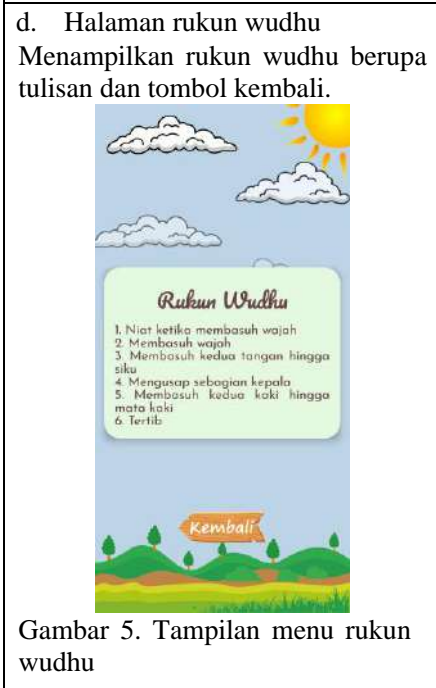 d. Halaman rukun wudhu
Menampilkan rukun wudhu berupa
tulisan dan tombol kembali.
Rukun Wudhu
1. Niat ketika membasuh wajah
2. Membasuh wajah
3. Membasuh kedua tangan hingga
siku
4. Mengusap sebagian kepala
5. Membasuh kedua kaki hingga
mata kaki
6. Tertib
Kembali
Gambar 5. Tampilan menu rukun
wudhu